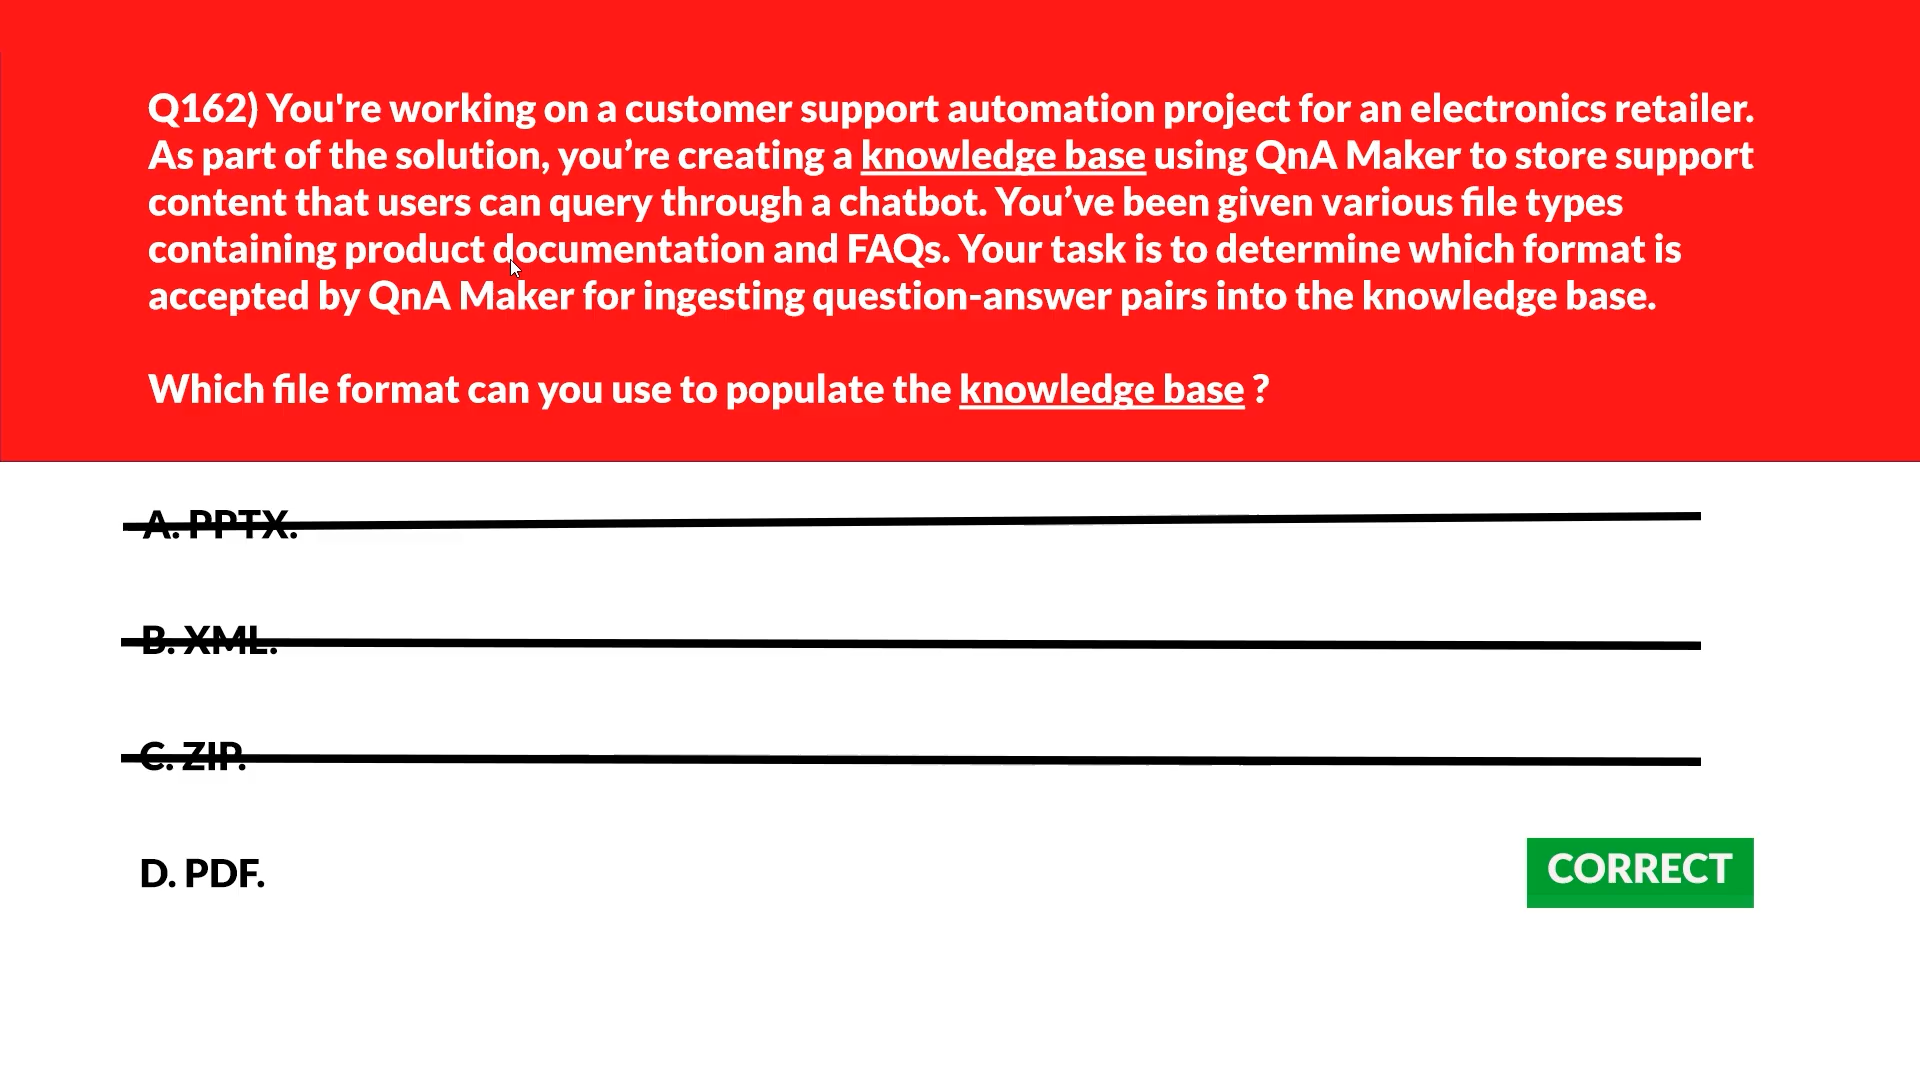 Q162) You're working on a customer support automation project for an electronics retailer.
As part of the solution, you’re creating a knowledge base using QnA Maker to store support
content that users can query through a chatbot. You’ve been given various file types
containing product documentation and FAQs. Your task is to determine which format is
accepted by QnA Maker for ingesting question-answer pairs into the knowledge base.
Which file format can you use to populate the knowledge base ?
A. PPTX.
B. XML.
C. ZIP.
D. PDF.
CORRECT